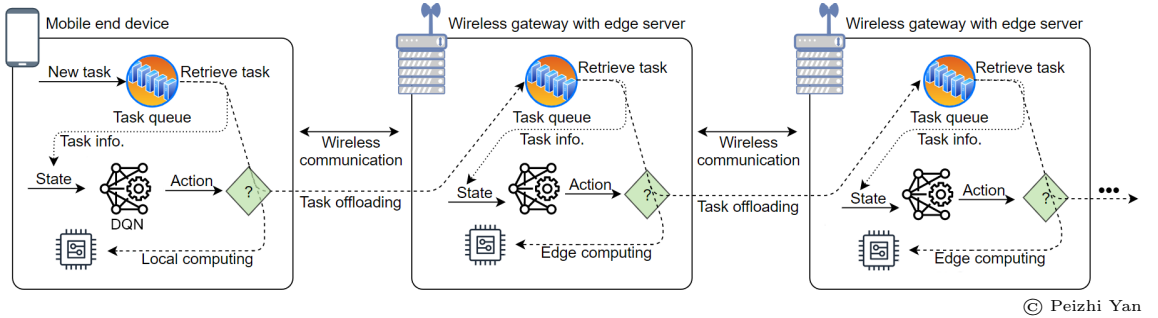 Mobile end device
New task
Retrieve task
Task queue
Task info.
State
Action
?
DQN
Local computing
Wireless
communication
Task offloading
Wireless gateway with edge server
Retrieve task
Task queue
Task info.
State
Action
?
Edge computing
Wireless
communication
Task offloading
Wireless gateway with edge server
Retrieve task
Task queue
Task info.
State
Action
?
Edge computing
•••
© Peizhi Yan